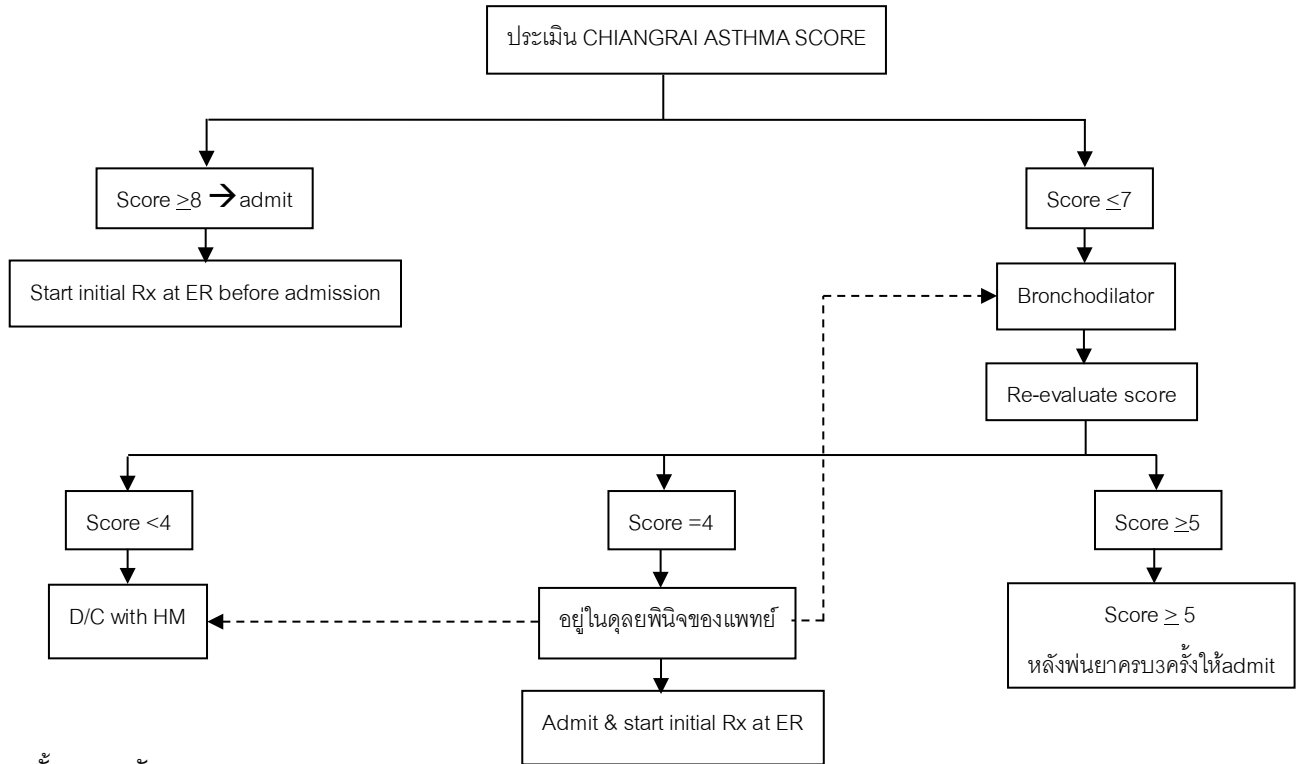 ประเมิน CHIANGRAI ASTHMA SCORE
Score ≥8 → admit
Score ≤7
Start initial Rx at ER before admission
Bronchodilator
Re-evaluate score
Score <4
Score =4
Score ≥5
D/C with HM
อยู่ในดุลยพินิจของแพทย์
Score ≥ 5
หลังพ่นยาครบ3ครั้งให้admit
Admit & start initial Rx at ER